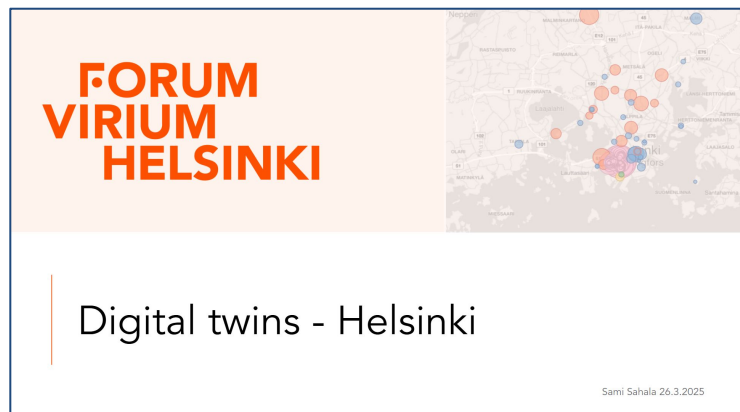 FORUM
VIRIUM
HELSINKI
Digital twins - Helsinki
Sami Sahala 26.3.2025